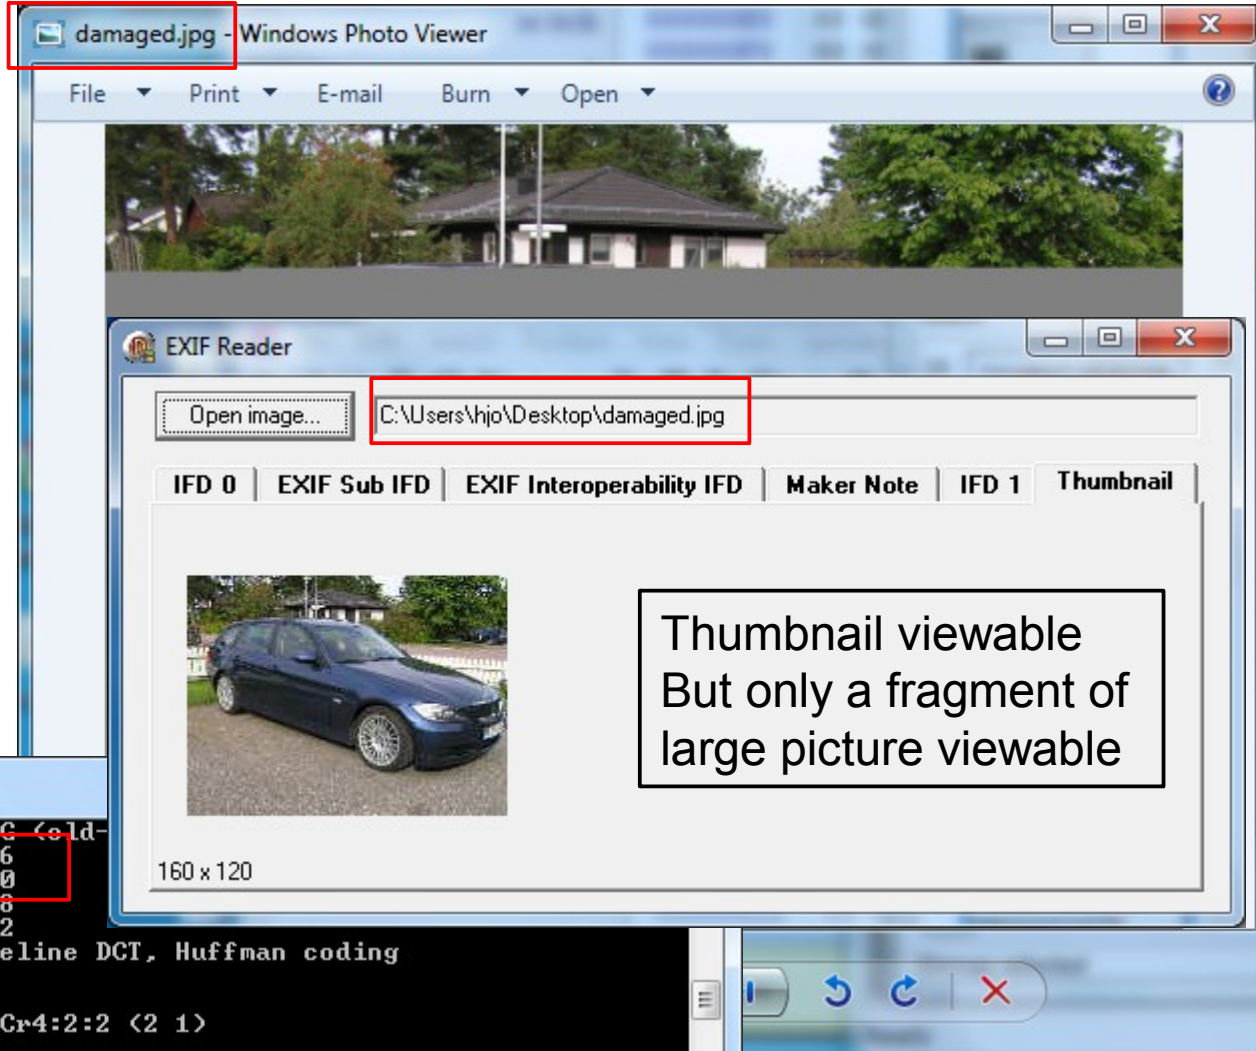 damaged.jpg - Windows Photo Viewer
File Print E-mail Burn Open
EXIF Reader
Open image... C:\Users\hjo\Desktop\damaged.jpg
IFD 0 EXIF Sub IFD EXIF Interoperability IFD Maker Note IFD 1 Thumbnail
Thumbnail viewable
But only a fragment of
large picture viewable
160 x 120
G (old-
6
0
8
2
eline DCT, Huffman coding
Cr4:2:2 (2 1)